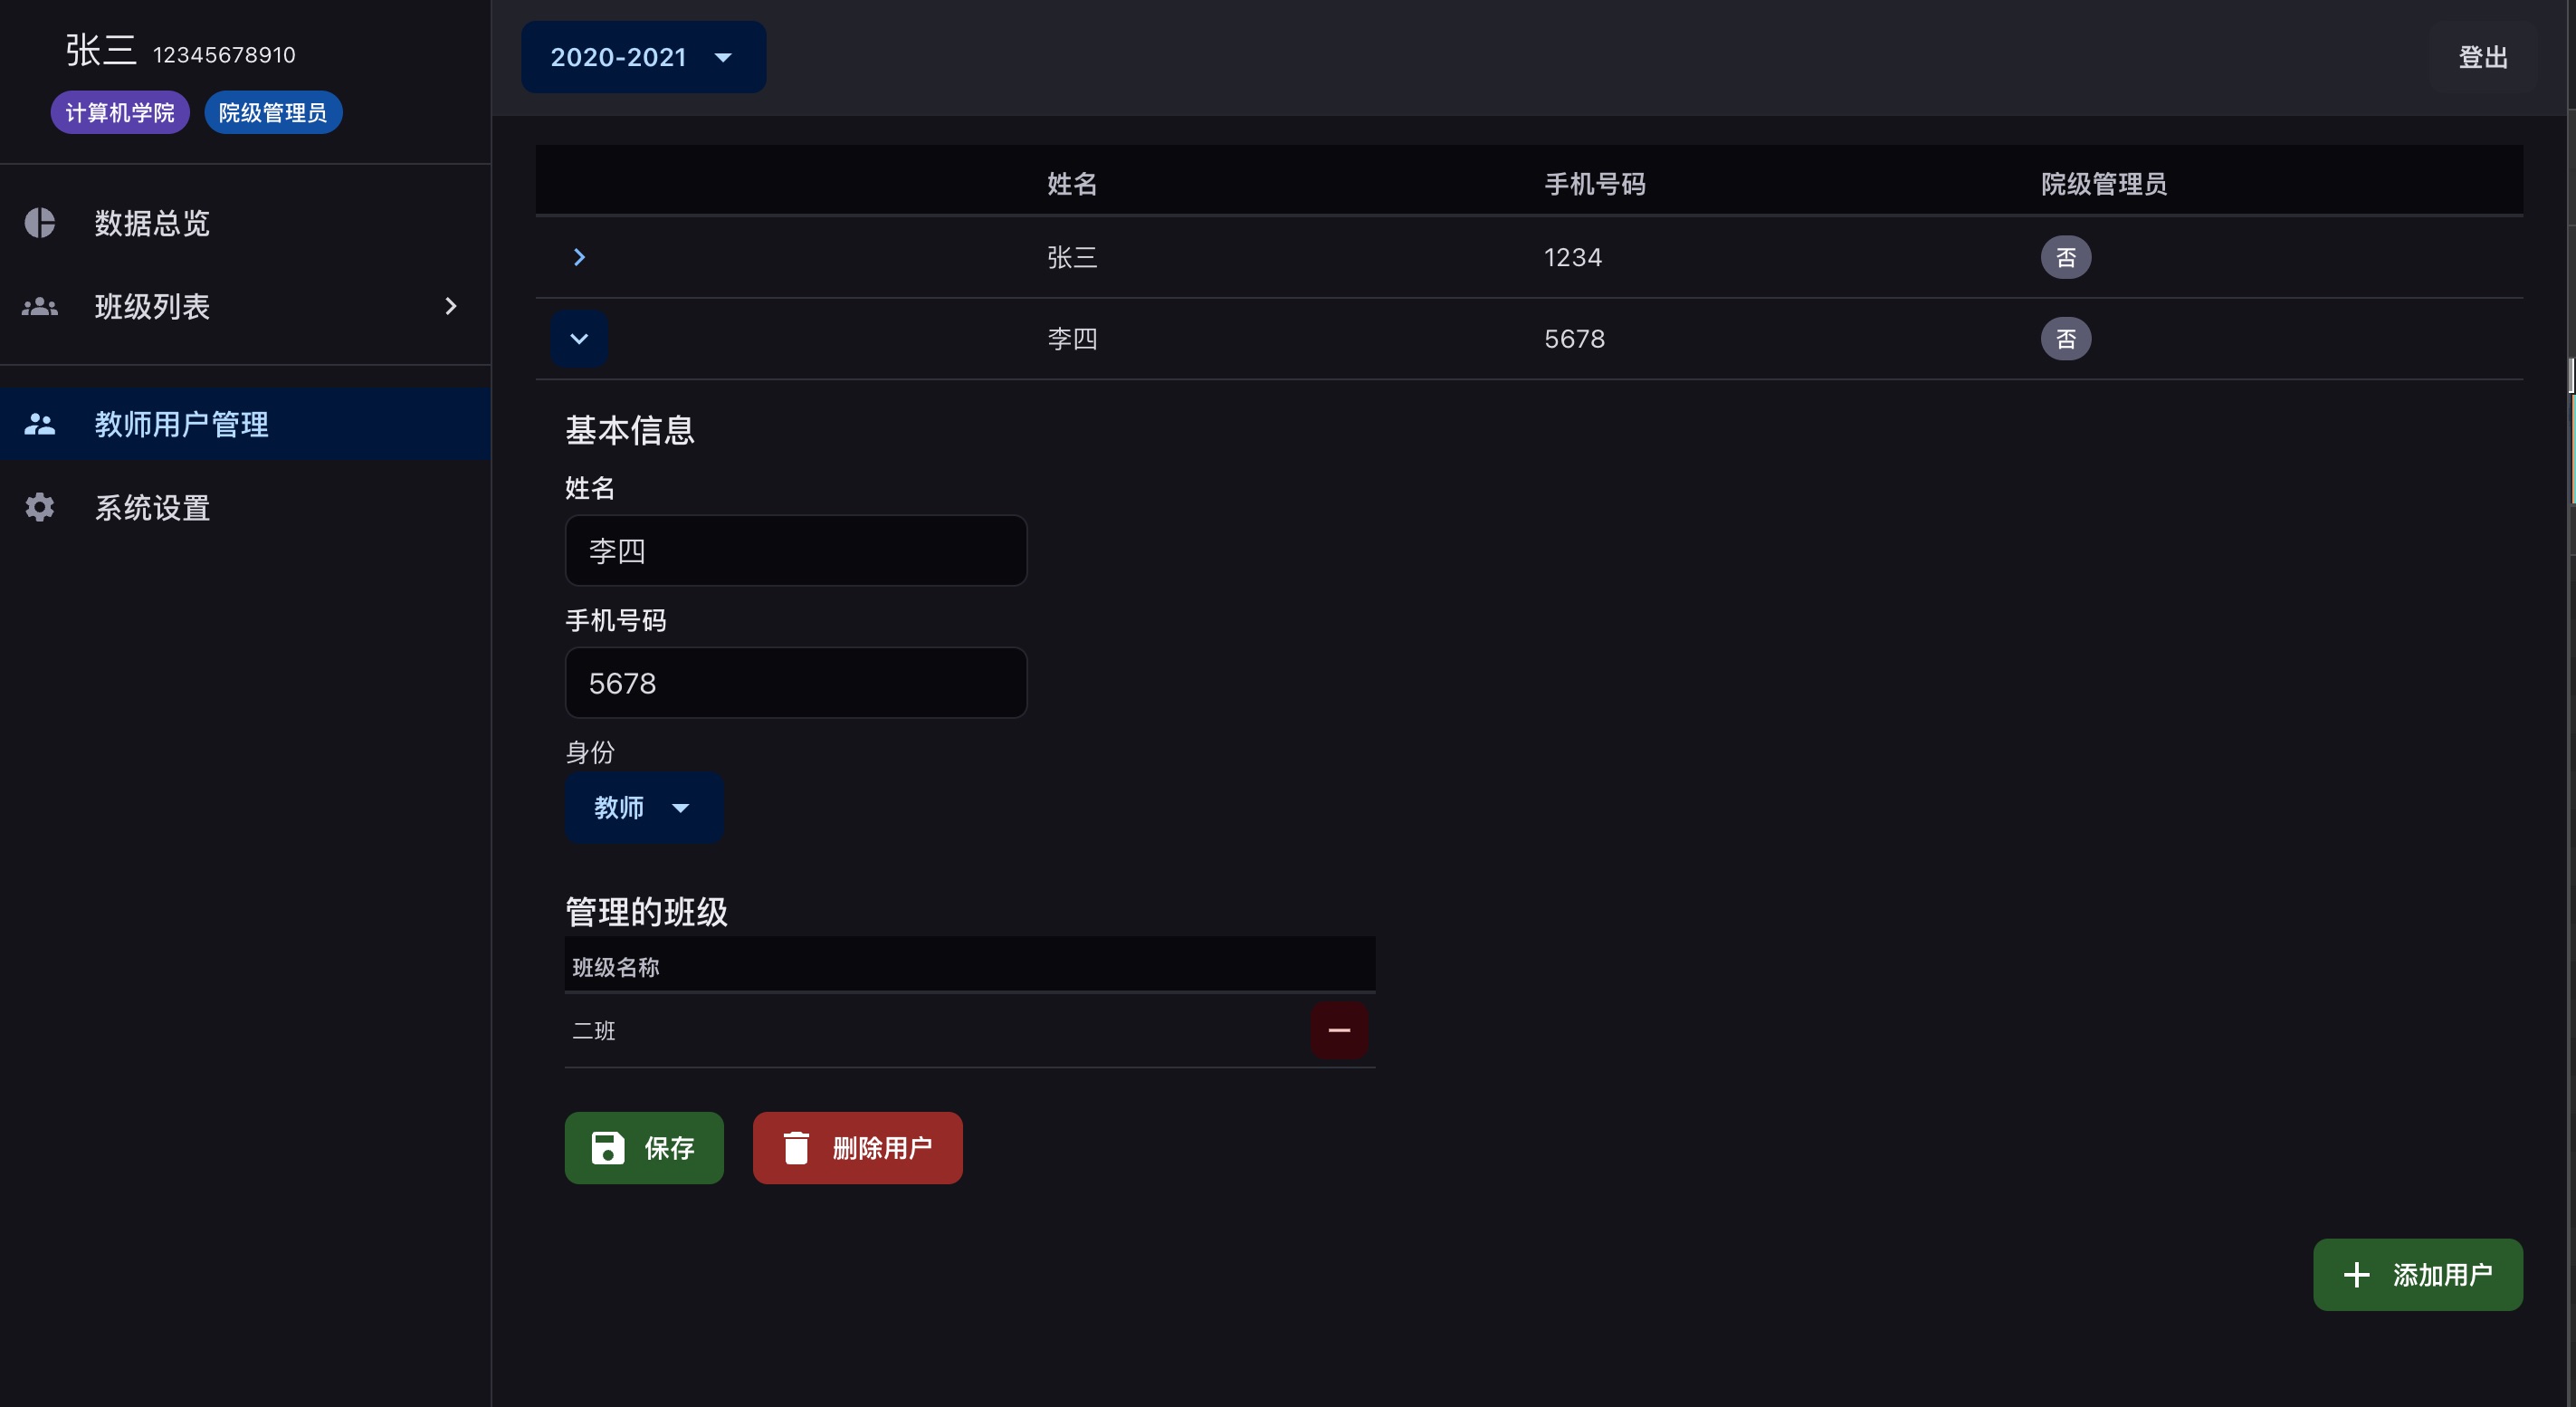 张三 12345678910
计算机学院 院级管理员
数据总览
班级列表
教师用户管理
系统设置
2020-2021
登出
姓名 手机号码 院级管理员
张三 1234 否
李四 5678 否
基本信息
姓名
李四
手机号码
5678
身份
教师
管理的班级
班级名称
二班
保存 删除用户
添加用户